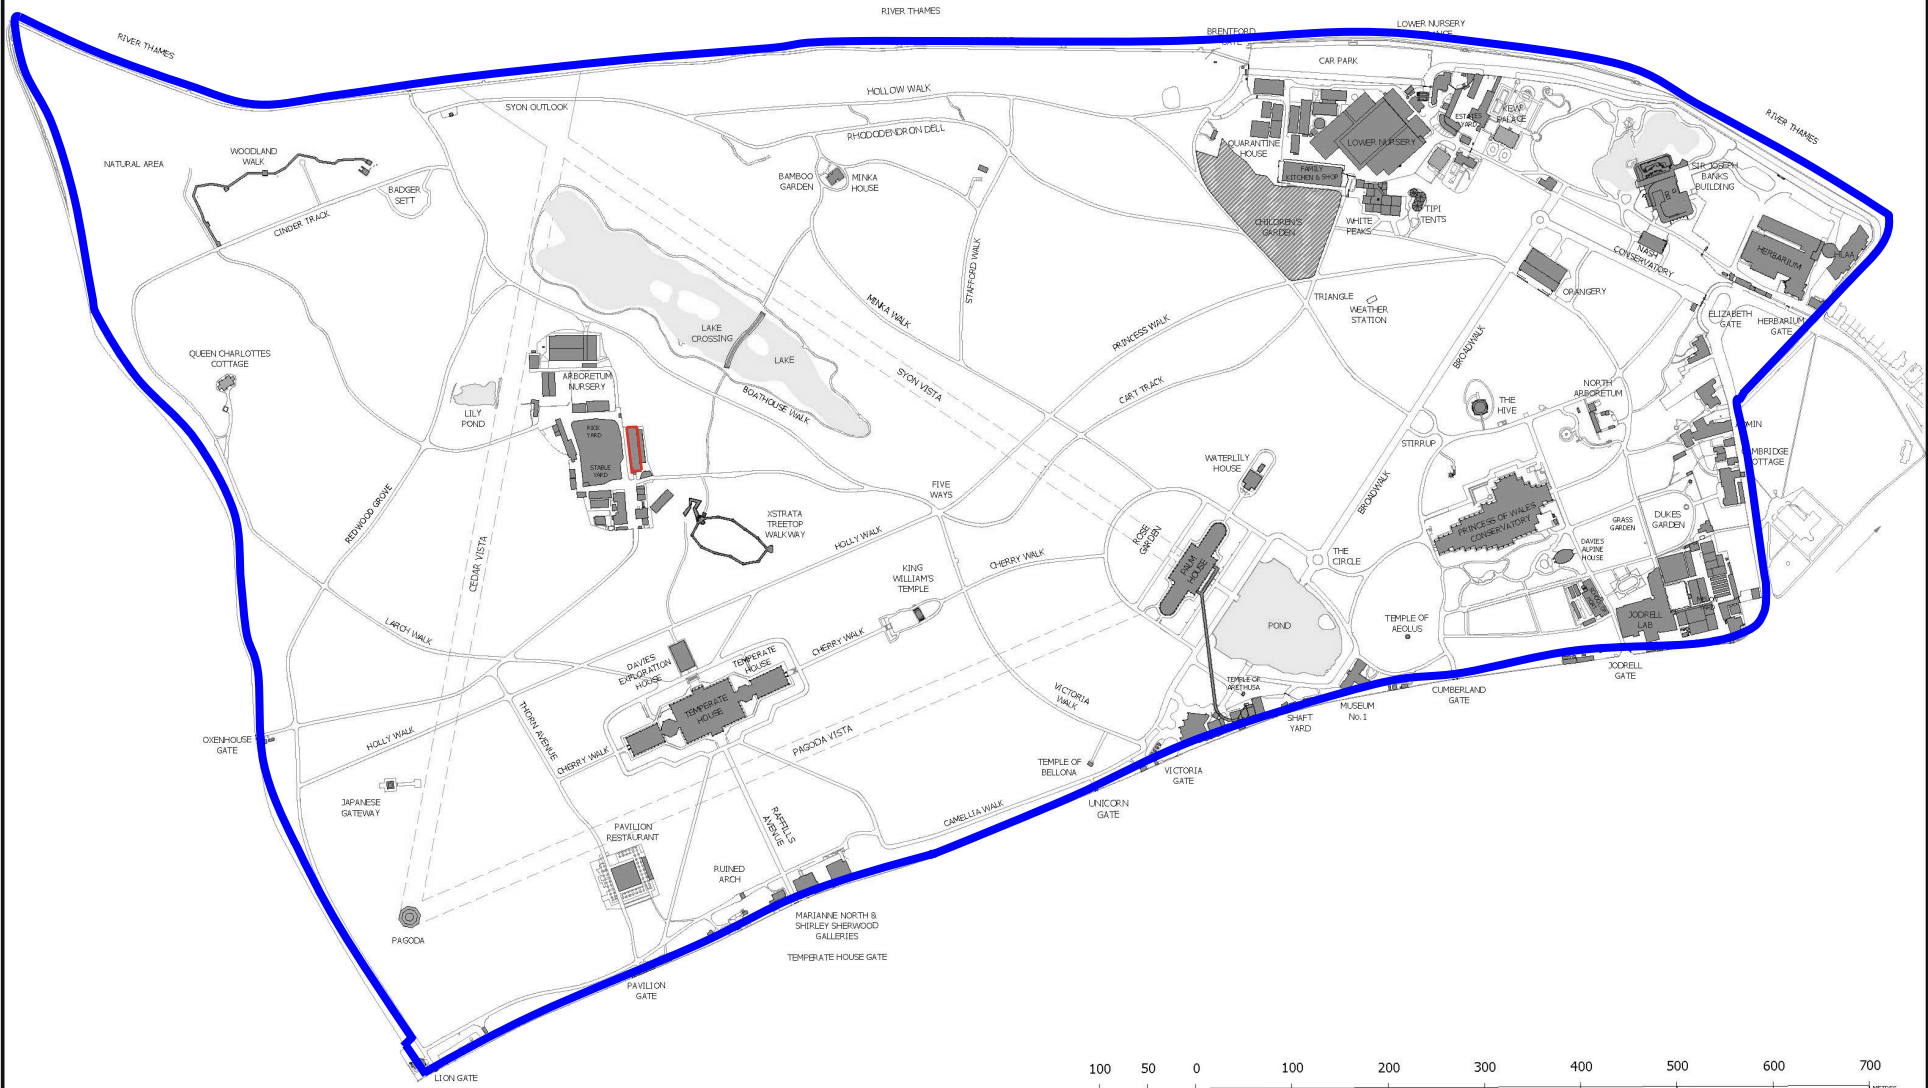 RIVER THAMES
RIVER THAMES
BRENTFORD
GATE
LOWER NURSERY
CAR PARK
RIVER THAMES
HOLLOW WALK
SYON OUTLOOK
RHODODENDRON DELL
QUARANTINE
HOUSE
LOWER NURSERY
ESTATES
YARD
KEW
PALACE
NATURAL AREA
WOODLAND
WALK
BADGER
SETT
CINDER TRACK
BAMBOO
GARDEN
MINKA
HOUSE
FAMILY
KITCHEN & SHOP
CHILDREN'S
GARDEN
WHITE
PEAKS
TIPI
TENTS
SIR JOSEPH
BANKS
BUILDING
NASH
CONSERVATORY
HERBARIUM
STAFFORD WALK
MINKA WALK
TRIANGLE
WEATHER
STATION
ORANGERY
ELIZABETH
GATE
HERBARIUM
GATE
LAKE
CROSSING
LAKE
PRINCESS WALK
BROADWALK
QUEEN CHARLOTTES
COTTAGE
ARBORETUM
NURSERY
LILY
POND
BOATHOUSE WALK
SYON VISTA
CART TRACK
THE
HIVE
NORTH
ARBORETUM
STIRRUP
ADMIN
CAMBRIDGE
COTTAGE
RICK
YARD
STABLE
YARD
WATERLILY
HOUSE
BROADWALK
REDWOOD GROVE
CEDAR VISTA
FIVE
WAYS
XSTRATA
TREETOP
WALKWAY
HOLLY WALK
ROSE
GARDEN
PRINCESS OF WALES
CONSERVATORY
GRASS
GARDEN
DUKES
GARDEN
DAVIES
ALPINE
HOUSE
KING
WILLIAM'S
TEMPLE
CHERRY WALK
PALM
HOUSE
THE
CIRCLE
LARCH WALK
CHERRY WALK
POND
TEMPLE OF
AEOLUS
JODRELL
LAB
DAVIES
EXPLORATION
HOUSE
TEMPERATE
HOUSE
TEMPERATE
HOUSE
JODRELL
GATE
TEMPLE OF
ARETHUSA
CUMBERLAND
GATE
MUSEUM
No.1
SHAFT
YARD
VICTORIA
WALK
THORN AVENUE
CHERRY WALK
PAGODA VISTA
OXENHOUSE
GATE
HOLLY WALK
TEMPLE OF
BELLONA
VICTORIA
GATE
JAPANESE
GATEWAY
CAMELLIA WALK
UNICORN
GATE
RAFFILLS
AVENUE
PAVILION
RESTAURANT
RUINED
ARCH
MARIANNE NORTH &
SHIRLEY SHERWOOD
GALLERIES
TEMPERATE HOUSE GATE
PAGODA
PAVILION
GATE
LION GATE
100 50 0 100 200 300 400 500 600 700
METRES